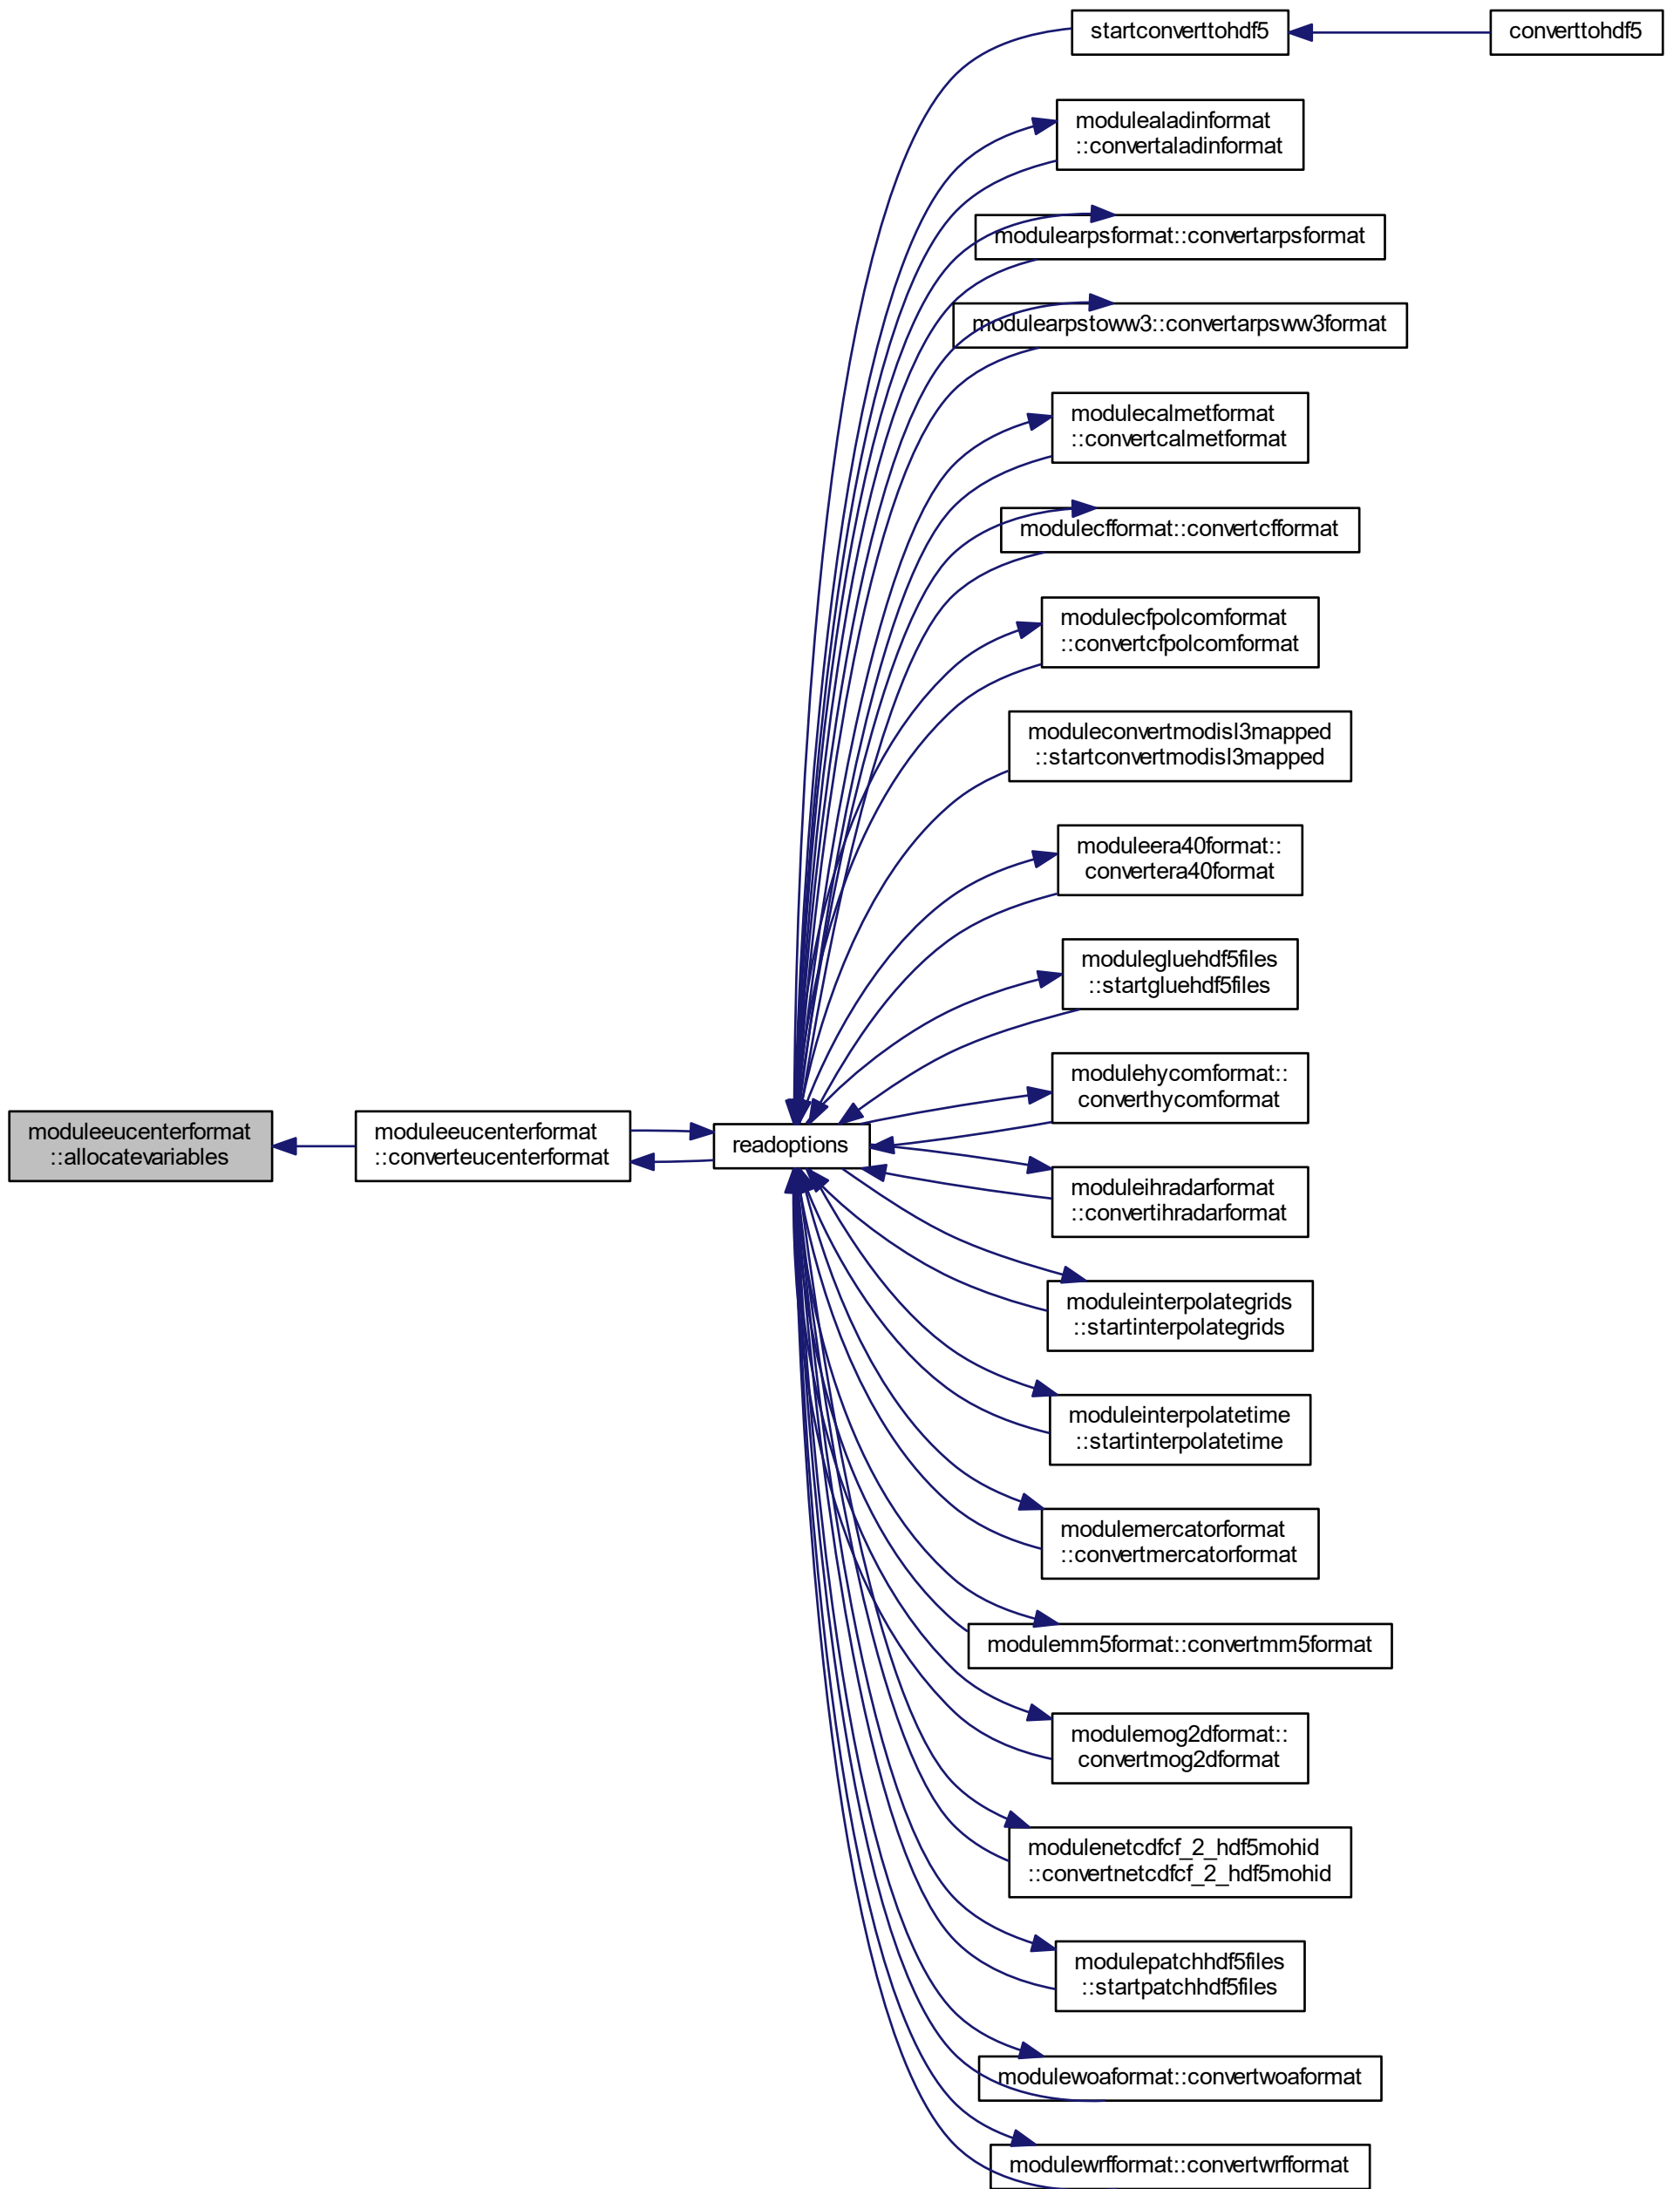 startconverttohdf5
converttohdf5
modulealadinformat
::convertaladinformat
modulearpsformat::convertarpsformat
modulearpstoww3::convertarpsww3format
modulecalmetformat
::convertcalmetformat
modulecfformat::convertcfformat
modulecfpolcomformat
::convertcfpolcomformat
moduleconvertmodisl3mapped
::startconvertmodisl3mapped
moduleera40format::
convertera40format
modulegluehdf5files
::startgluehdf5files
modulehycomformat::
converthycomformat
moduleeucenterformat
::allocatevariables
moduleeucenterformat
::converteucenterformat
readoptions
moduleihradarformat
::convertihradarformat
moduleinterpolategrids
::startinterpolategrids
moduleinterpolatetime
::startinterpolatetime
modulemercatorformat
::convertmercatorformat
modulemm5format::convertmm5format
modulemog2dformat::
convertmog2dformat
modulenetcdfcf_2_hdf5mohid
::convertnetcdfcf_2_hdf5mohid
modulepatchhdf5files
::startpatchhdf5files
modulewoaformat::convertwoaformat
modulewrfformat::convertwrfformat